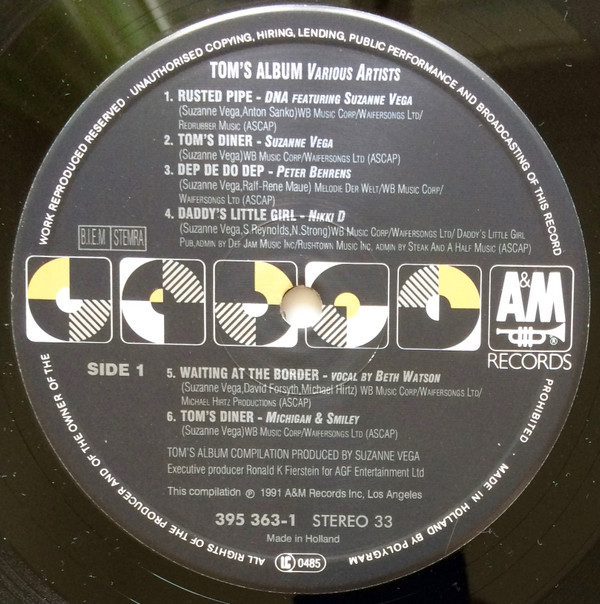 WORK REPRODUCED RESERVED · UNAUTHORISED COPYING, HIRING, LENDING, PUBLIC PERFORMANCE AND BROADCASTING OF THIS RECORD
TOM'S ALBUM VARIOUS ARTISTS
1. RUSTED PIPE - DNA FEATURING SUZANNE VEGA
(Suzanne Vega,Anton Sanko)WB MUSIC CORP/WAIFERSONGS LTD/
REDRUBBER MUSIC (ASCAP)
2. TOM'S DINER - SUZANNE VEGA
(Suzanne Vega)WB MUSIC CORP/WAIFERSONGS LTD/ (ASCAP)
3. DEP DE DO DEP - PETER BEHRENS
(Suzanne Vega,Ralf-Rene Maue) MELODIE DER WELT/WB MUSIC CORP/
WAIFERSONGS LTD (ASCAP)
4. DADDY'S LITTLE GIRL - NIKKI D
(Suzanne Vega,S Reynolds,N.Strong)WB MUSIC CORP/WAIFERSONGS LTD/ DADDY'S LITTLE GIRL
PUB,ADMIN BY DEF JAM MUSIC INC/RUSHTOWN MUSIC INC, ADMIN BY STEAK AND A HALF MUSIC (ASCAP)
B.I.E.M STEMRA
A&M
®
RECORDS
SIDE 1
5. WAITING AT THE BORDER - VOCAL BY BETH WATSON
(Suzanne Vega,David Forsyth,Michael Hirtz) WB MUSIC CORP/WAIFERSONGS LTD/
MICHAEL HIRTZ PRODUCTIONS (ASCAP)
6. TOM'S DINER - MICHIGAN & SMILEY
(Suzanne Vega)WB MUSIC CORP/WAIFERSONGS LTD/ (ASCAP)
TOM'S ALBUM COMPILATION PRODUCED BY SUZANNE VEGA
Executive producer Ronald K Fierstein for AGF Entertainment Ltd
This compilation ℗ 1991 A&M Records Inc, Los Angeles
395 363-1 STEREO 33
Made in Holland
LC 0485
PROHIBITED · MADE IN HOLLAND BY POLYGRAM
ALL RIGHTS OF THE PRODUCER AND OF THE OWNER OF THE